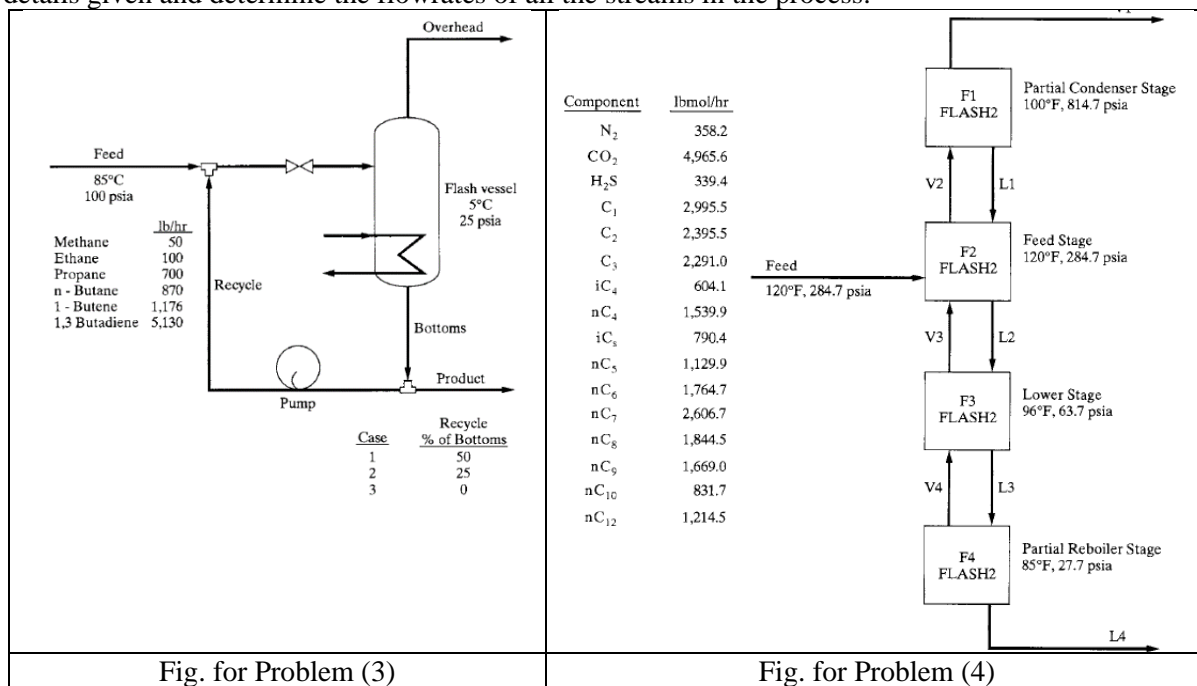 details given and determine the flowrates of all the streams in the process.
Overhead
Feed
85°C
100 psia
Flash vessel
5°C
25 psia
lb/hr
Methane 50
Ethane 100
Propane 700
n - Butane 870
1 - Butene 1,176
1,3 Butadiene 5,130
Recycle
Bottoms
Product
Pump
Case Recycle % of Bottoms
1 50
2 25
3 0
Fig. for Problem (3)
Component lbmol/hr
N₂ 358.2
CO₂ 4,965.6
H₂S 339.4
C₁ 2,995.5
C₂ 2,395.5
C₃ 2,291.0
iC₄ 604.1
nC₄ 1,539.9
iC₅ 790.4
nC₅ 1,129.9
nC₆ 1,764.7
nC₇ 2,606.7
nC₈ 1,844.5
nC₉ 1,669.0
nC₁₀ 831.7
nC₁₂ 1,214.5
F1
FLASH2
Partial Condenser Stage
100°F, 814.7 psia
V2
L1
Feed
120°F, 284.7 psia
F2
FLASH2
Feed Stage
120°F, 284.7 psia
V3
L2
F3
FLASH2
Lower Stage
96°F, 63.7 psia
V4
L3
F4
FLASH2
Partial Reboiler Stage
85°F, 27.7 psia
L4
Fig. for Problem (4)